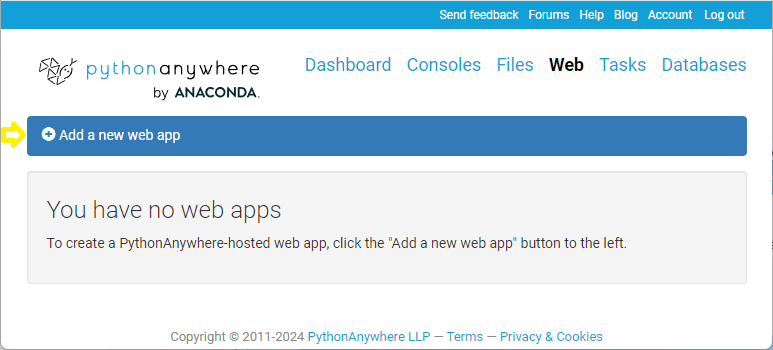 Send feedback Forums Help Blog Account Log out
pythonanywhere
by ANACONDA.
Dashboard Consoles Files Web Tasks Databases
Add a new web app
You have no web apps
To create a PythonAnywhere-hosted web app, click the "Add a new web app" button to the left.
Copyright © 2011-2024 PythonAnywhere LLP — Terms — Privacy & Cookies